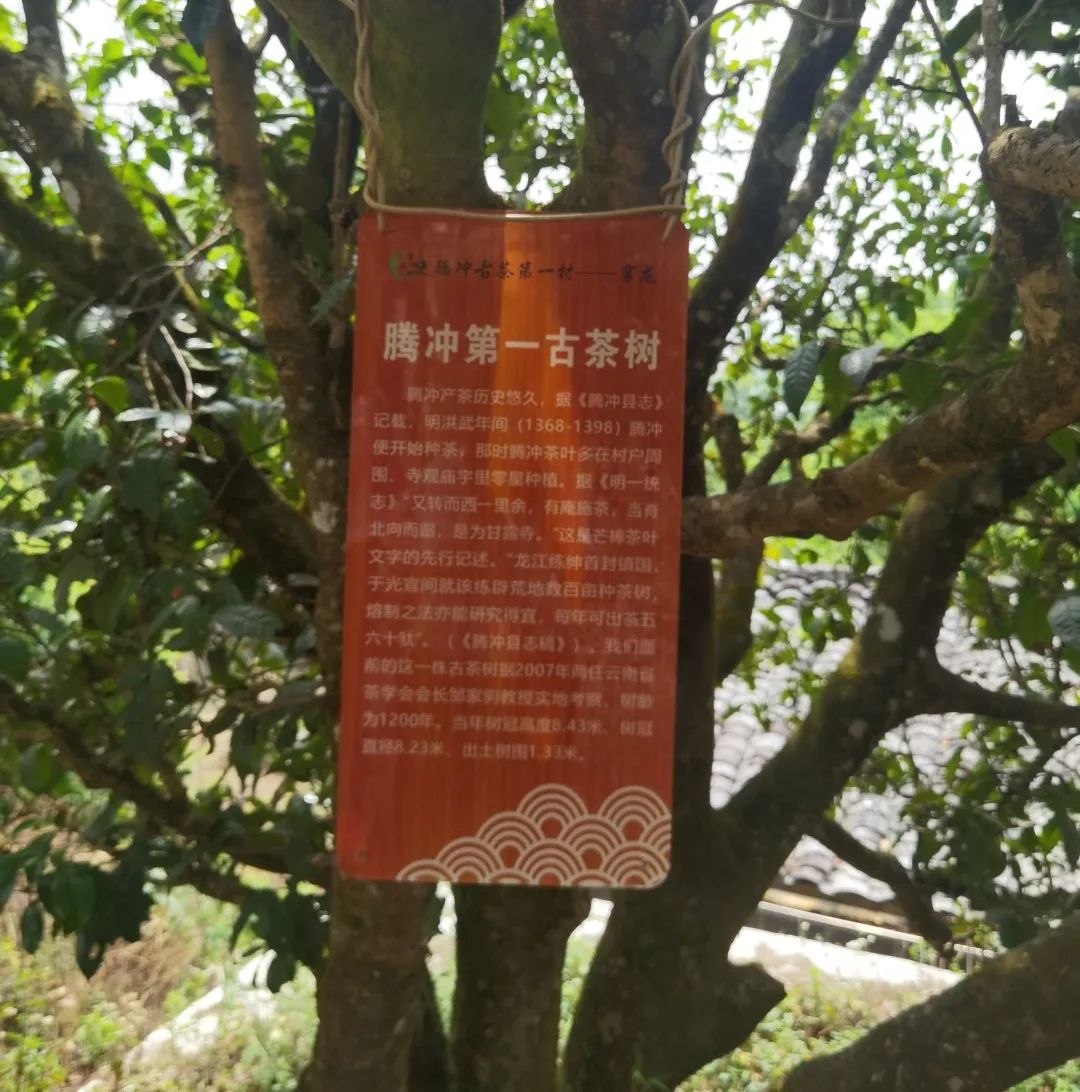 腾冲古茶第一村——窜龙
腾冲第一古茶树
腾冲产茶历史悠久，据《腾冲县志》
记载，明洪武年间（1368-1398）腾冲
便开始种茶，那时腾冲茶叶多在村户周
围、寺观庙宇里零星种植。据《明一统
志》“又转而西一里余，有庵施茶，当脊
北向而踞，是为甘露寺。”这是芒棒茶叶
文字的先行记述。“龙江练绅首封镇国，
于光宣间就该练辟荒地数百亩种茶树，
熔制之法亦能研究得宜，每年可出茶五
六十驮”。（《腾冲县志稿》）。我们面
前的这一株古茶树据2007年两任云南省
茶学会会长邹家驹教授实地考察，树龄
为1200年。当年树冠高度8.43米、树冠
直径8.23米、出土树围1.33米。